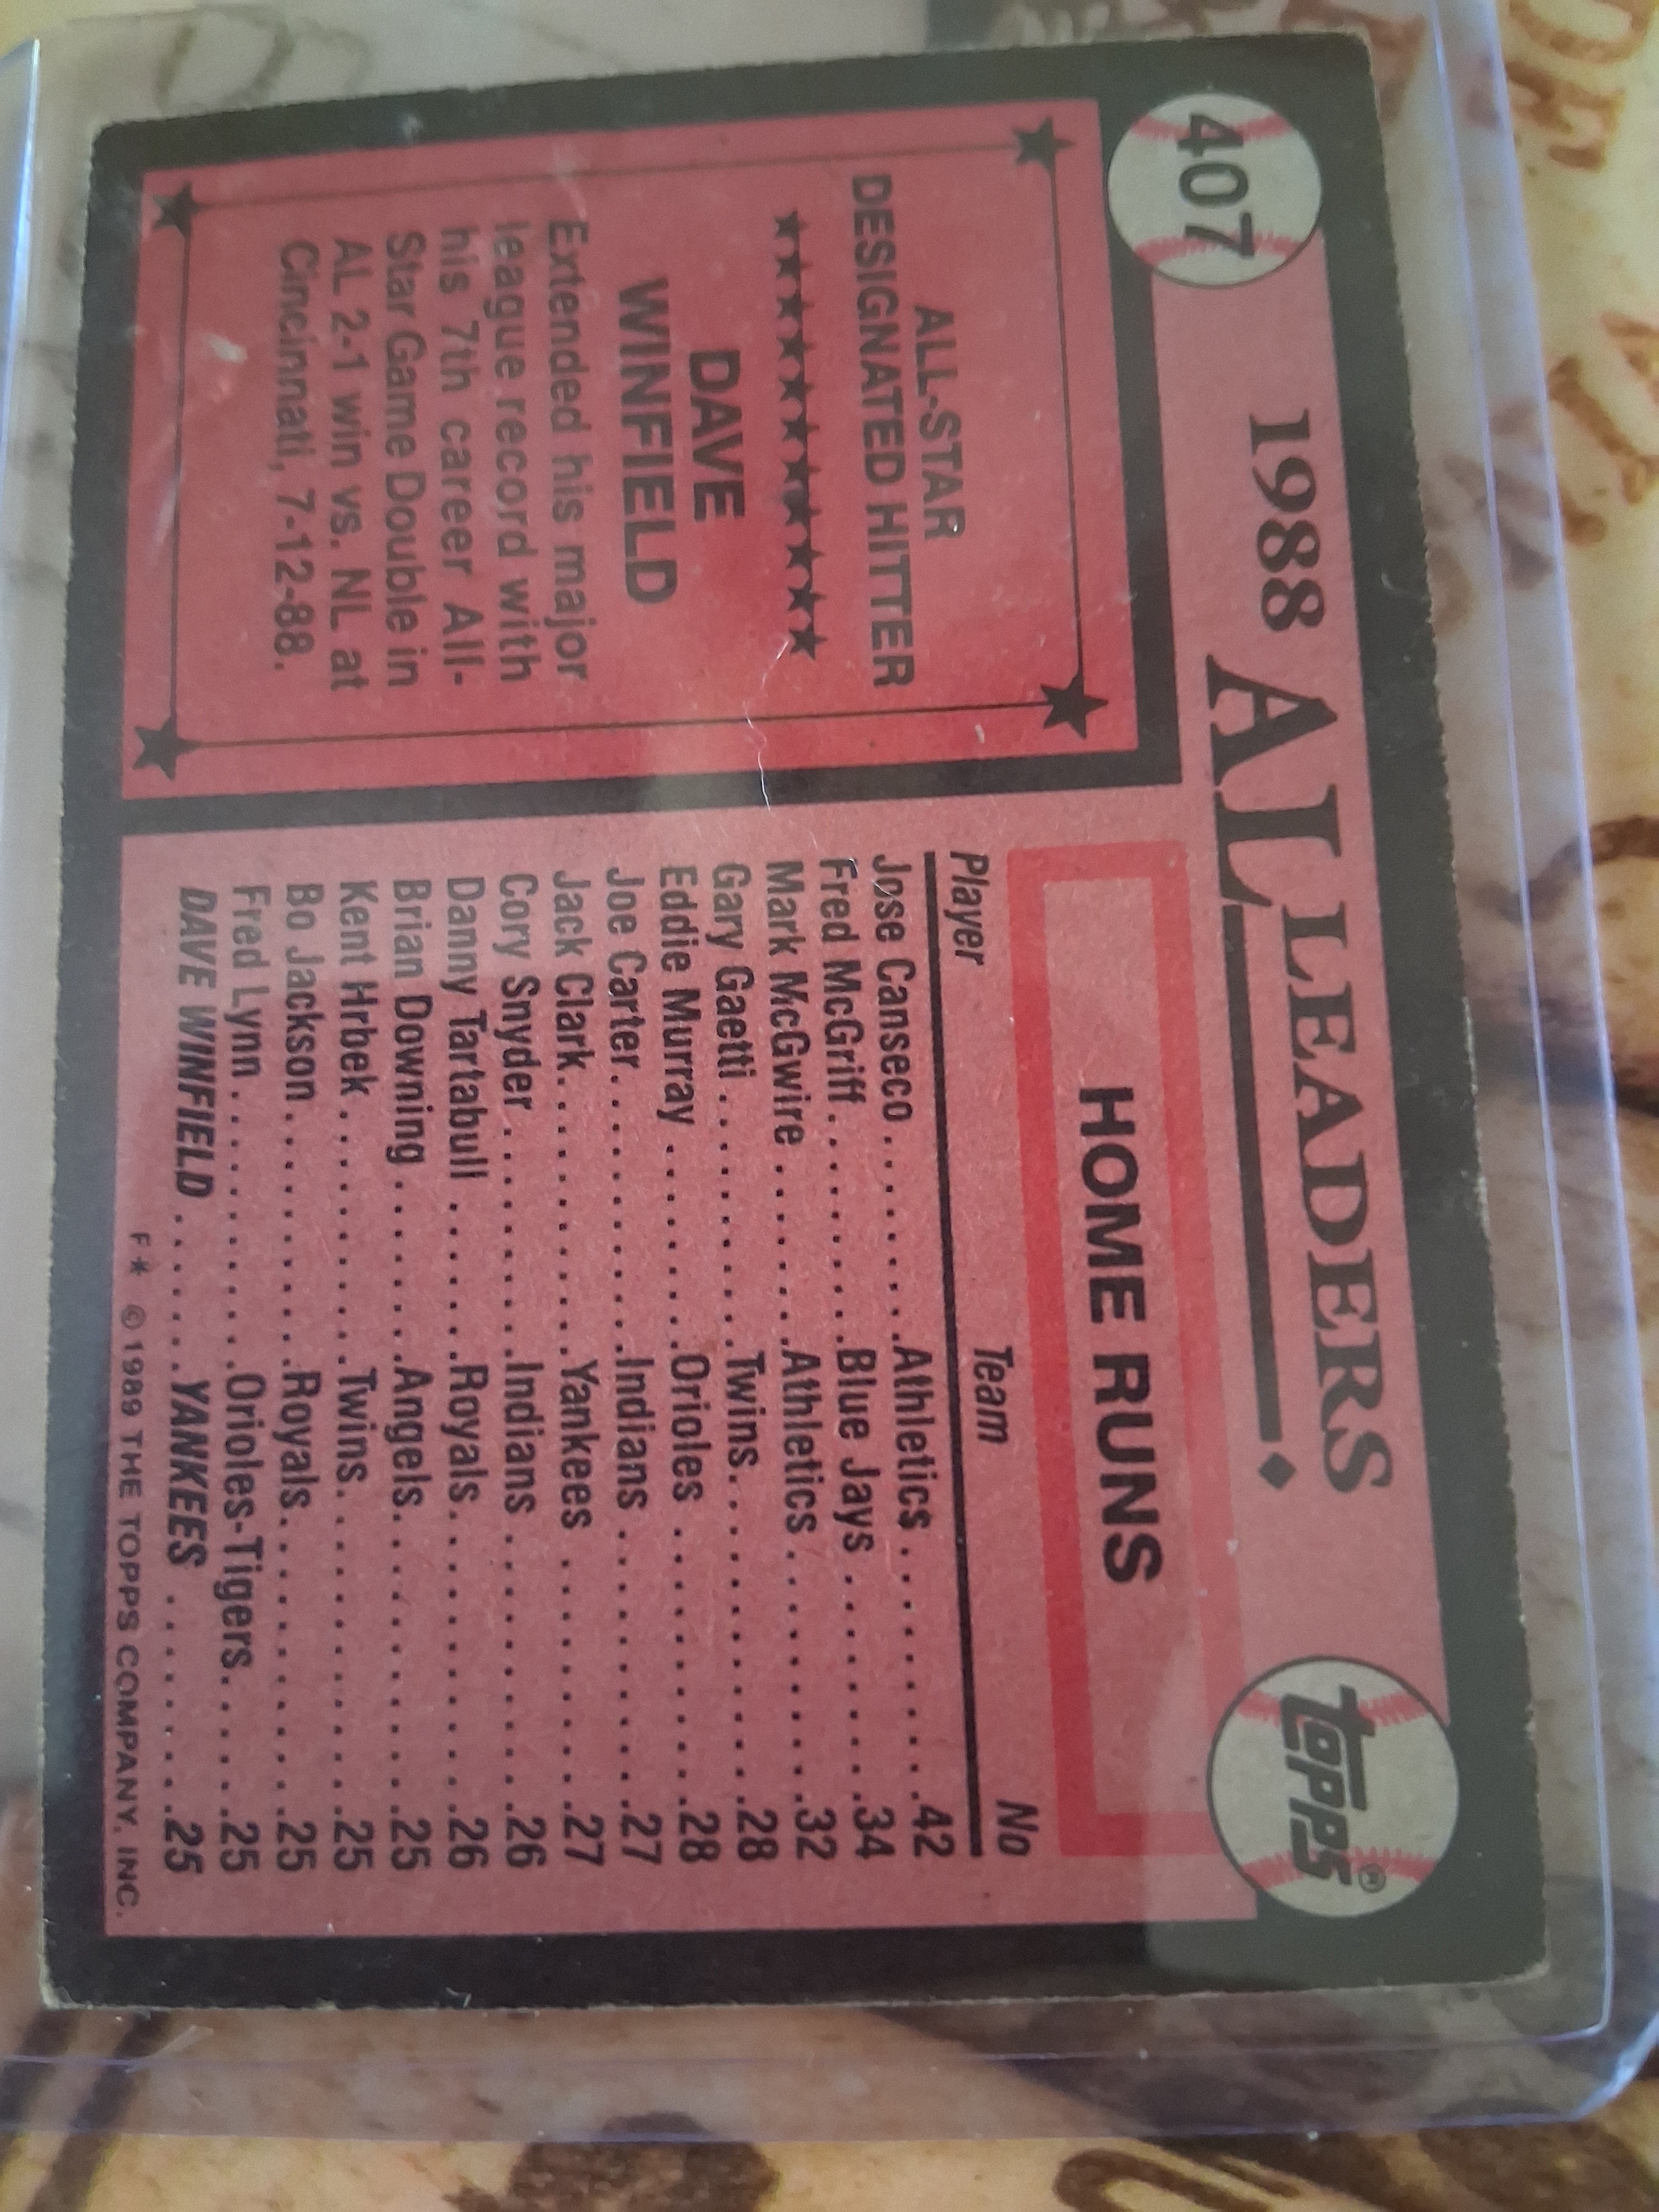 407
1988 AL LEADERS
topps®
ALL-STAR
DESIGNATED HITTER
DAVE
WINFIELD
Extended his major
league record with
his 7th career All-
Star Game Double in
AL 2-1 win vs. NL at
Cincinnati, 7-12-88.
HOME RUNS
Player Team No
Jose Canseco.........Athletics..........42
Fred McGriff..........Blue Jays.........34
Mark McGwire........Athletics..........32
Gary Gaetti...........Twins..............28
Eddie Murray.........Orioles............28
Joe Carter............Indians............27
Jack Clark............Yankees...........27
Cory Snyder..........Indians............26
Danny Tartabull......Royals.............26
Brian Downing.......Angels.............25
Kent Hrbek...........Twins..............25
Bo Jackson...........Royals.............25
Fred Lynn............Orioles-Tigers......25
DAVE WINFIELD......YANKEES..........25
F* © 1989 THE TOPPS COMPANY, INC.